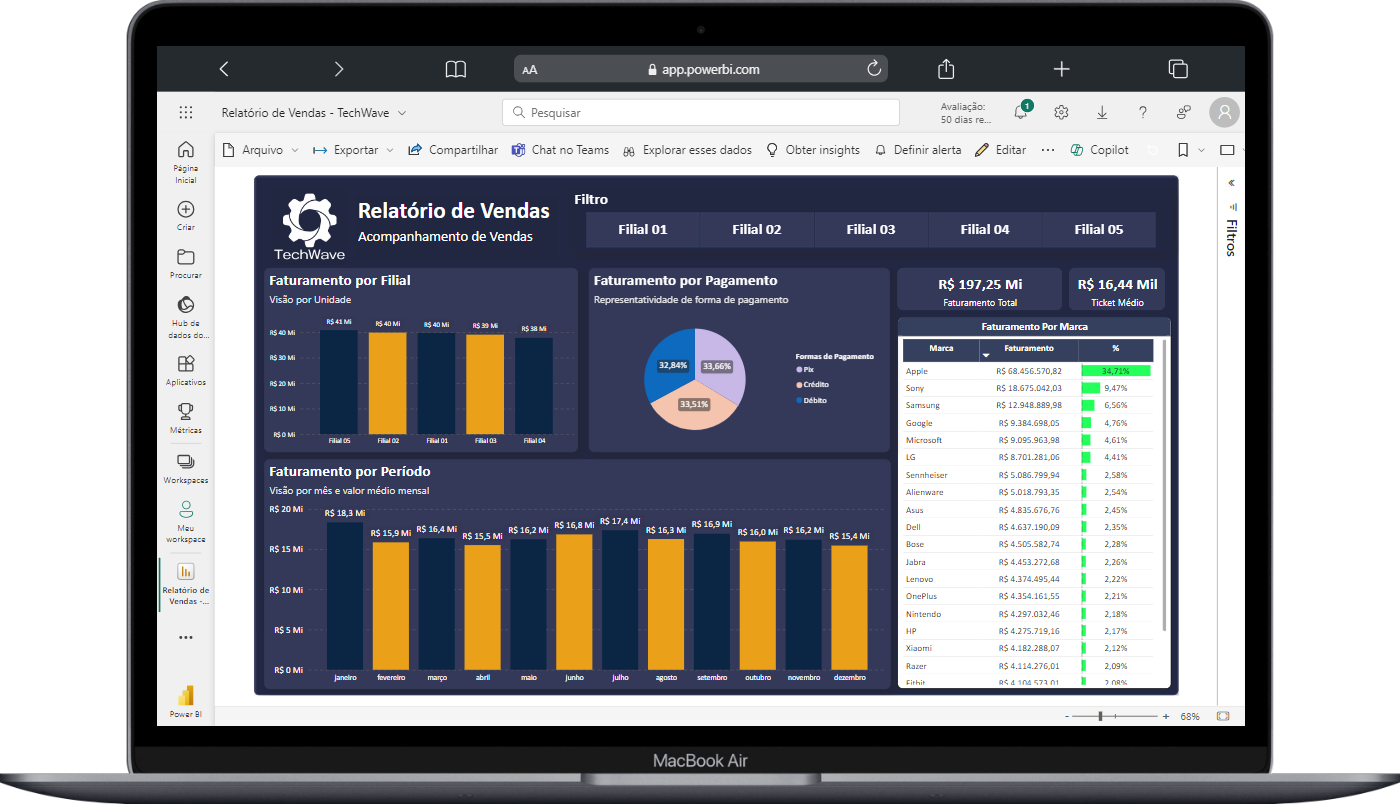 AA
app.powerbi.com
Relatório de Vendas - TechWave
Pesquisar
Avaliação:
50 dias re...
1
Arquivo
Exportar
Compartilhar
Chat no Teams
Explorar esses dados
Obter insights
Definir alerta
Editar
Copilot
Página
Inicial
Criar
Procurar
Hub de
dados do...
Aplicativos
Métricas
Workspaces
Meu
workspace
Relatório de
Vendas -...
Power BI
TechWave
Relatório de Vendas
Acompanhamento de Vendas
Filtro
Filial 01
Filial 02
Filial 03
Filial 04
Filial 05
Filtros
Faturamento por Filial
Visão por Unidade
R$ 40 Mi
R$ 30 Mi
R$ 20 Mi
R$ 10 Mi
R$ 0 Mi
R$ 41 Mi
R$ 40 Mi
R$ 40 Mi
R$ 39 Mi
R$ 38 Mi
Filial 05
Filial 02
Filial 01
Filial 03
Filial 04
Faturamento por Pagamento
Representatividade de forma de pagamento
32,84%
33,66%
33,51%
Formas de Pagamento
Pix
Crédito
Débito
R$ 197,25 Mi
Faturamento Total
R$ 16,44 Mil
Ticket Médio
Faturamento Por Marca
Marca Faturamento %
Apple R$ 68.456.570,82 34,71%
Sony R$ 18.675.042,03 9,47%
Samsung R$ 12.948.889,98 6,56%
Google R$ 9.384.698,05 4,76%
Microsoft R$ 9.095.963,98 4,61%
LG R$ 8.701.281,06 4,41%
Sennheiser R$ 5.086.799,94 2,58%
Alienware R$ 5.018.793,35 2,54%
Asus R$ 4.835.676,76 2,45%
Dell R$ 4.637.190,09 2,35%
Bose R$ 4.505.582,74 2,28%
Jabra R$ 4.453.272,68 2,26%
Lenovo R$ 4.374.495,44 2,22%
OnePlus R$ 4.354.161,55 2,21%
Nintendo R$ 4.297.032,46 2,18%
HP R$ 4.275.719,16 2,17%
Xiaomi R$ 4.182.288,07 2,12%
Razer R$ 4.114.276,01 2,09%
Fitbit R$ 4.104.573,01 2,08%
Faturamento por Período
Visão por mês e valor médio mensal
R$ 20 Mi
R$ 15 Mi
R$ 10 Mi
R$ 5 Mi
R$ 0 Mi
R$ 18,3 Mi
R$ 15,9 Mi
R$ 16,4 Mi
R$ 15,5 Mi
R$ 16,2 Mi
R$ 16,8 Mi
R$ 17,4 Mi
R$ 16,3 Mi
R$ 16,9 Mi
R$ 16,0 Mi
R$ 16,2 Mi
R$ 15,4 Mi
janeiro
fevereiro
março
abril
maio
junho
julho
agosto
setembro
outubro
novembro
dezembro
- + 68%
MacBook Air